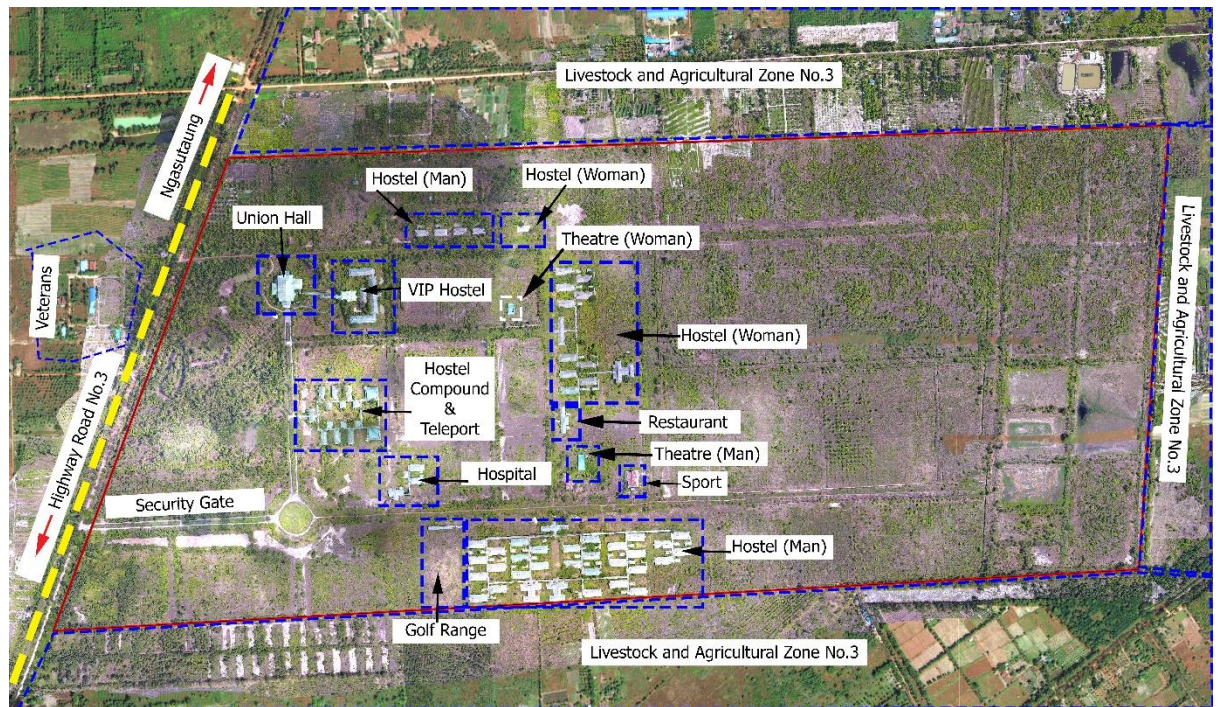 Livestock and Agricultural Zone No.3
Ngasutaung
Hostel (Man)
Hostel (Woman)
Union Hall
Theatre (Woman)
VIP Hostel
Veterans
Livestock and Agricultural Zone No.3
Hostel (Woman)
Hostel
Compound
&
Teleport
Restaurant
Theatre (Man)
Hospital
Sport
Highway Road No.3
Security Gate
Hostel (Man)
Golf Range
Livestock and Agricultural Zone No.3